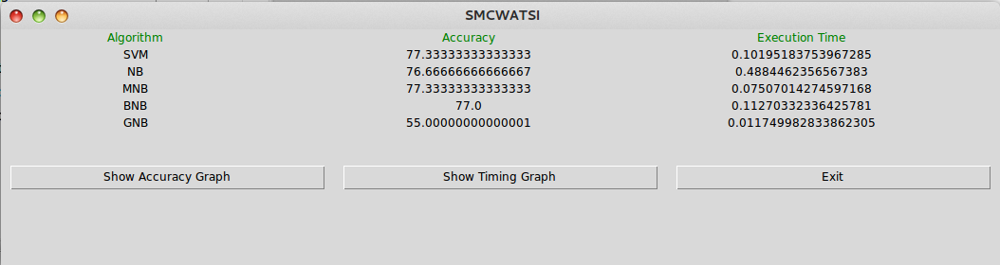 SMCWATSI
Algorithm Accuracy Execution Time
SVM 77.33333333333333 0.10195183753967285
NB 76.66666666666667 0.4884462356567383
MNB 77.33333333333333 0.07507014274597168
BNB 77.0 0.11270332336425781
GNB 55.00000000000001 0.011749982833862305
Show Accuracy Graph Show Timing Graph Exit